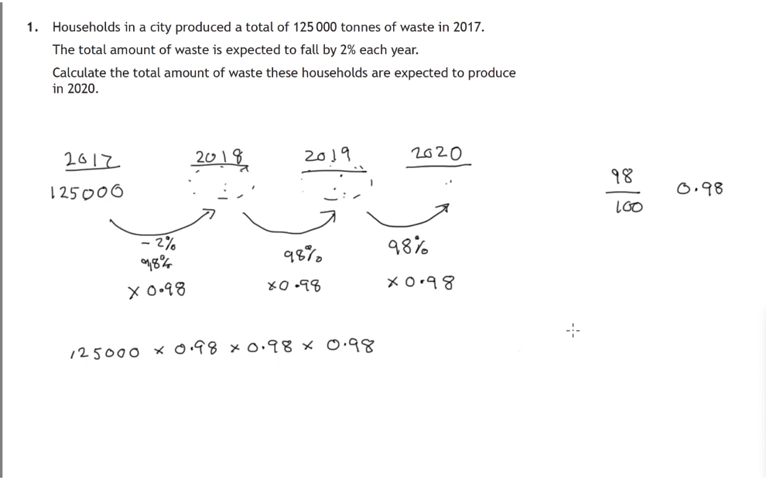 1. Households in a city produced a total of 125 000 tonnes of waste in 2017.
The total amount of waste is expected to fall by 2% each year.
Calculate the total amount of waste these households are expected to produce
in 2020.
2017 2018 2019 2020
125000
98/100 0.98
- 2% 98% 98%
98%
× 0.98 ×0.98 × 0.98
125000 × 0.98 × 0.98 × 0.98